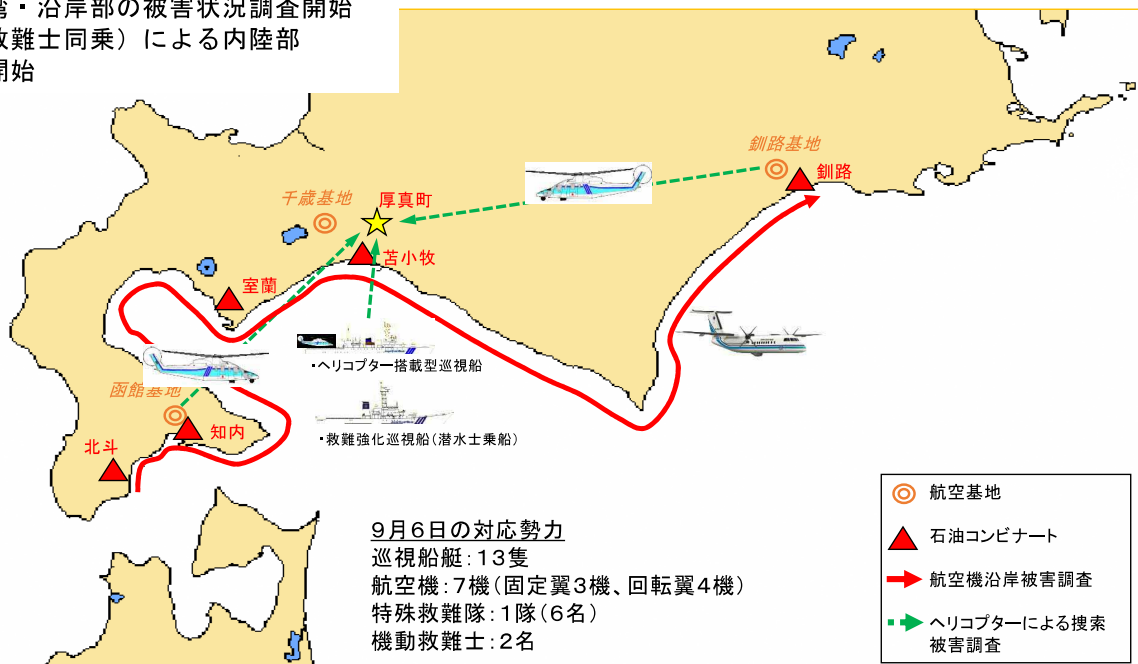 湾・沿岸部の被害状況調査開始
救難士同乗）による内陸部
開始
釧路基地
釧路
千歳基地
厚真町
苫小牧
室蘭
・ヘリコプター搭載型巡視船
函館基地
知内
北斗
・救難強化巡視船（潜水士乗船）
9月6日の対応勢力
巡視船艇：13隻
航空機：7機（固定翼3機、回転翼4機）
特殊救難隊：1隊（6名）
機動救難士：2名
航空基地
石油コンビナート
航空機沿岸被害調査
ヘリコプターによる捜索
被害調査